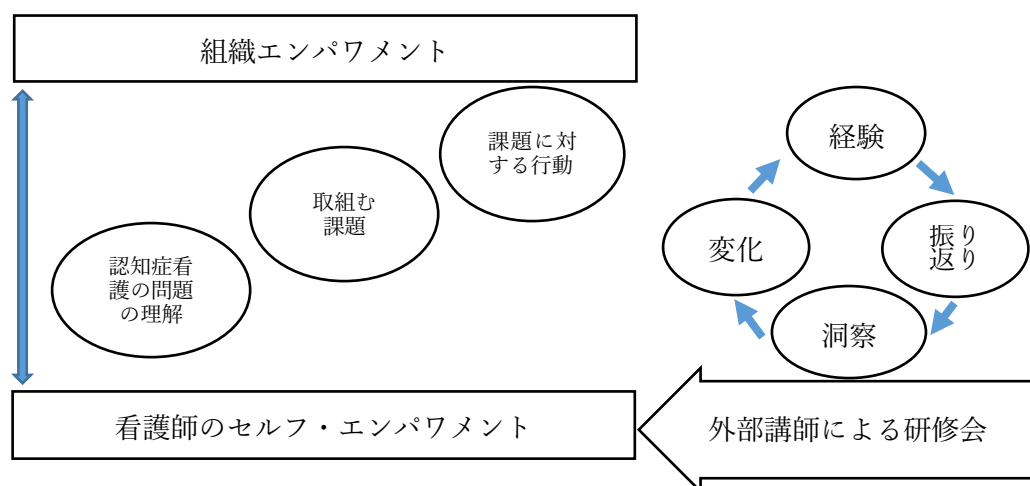 組織エンパワメント
課題に対
する行動
取組む
課題
認知症看
護の問題
の理解
経験
振り
返り
洞察
変化
看護師のセルフ・エンパワメント
外部講師による研修会